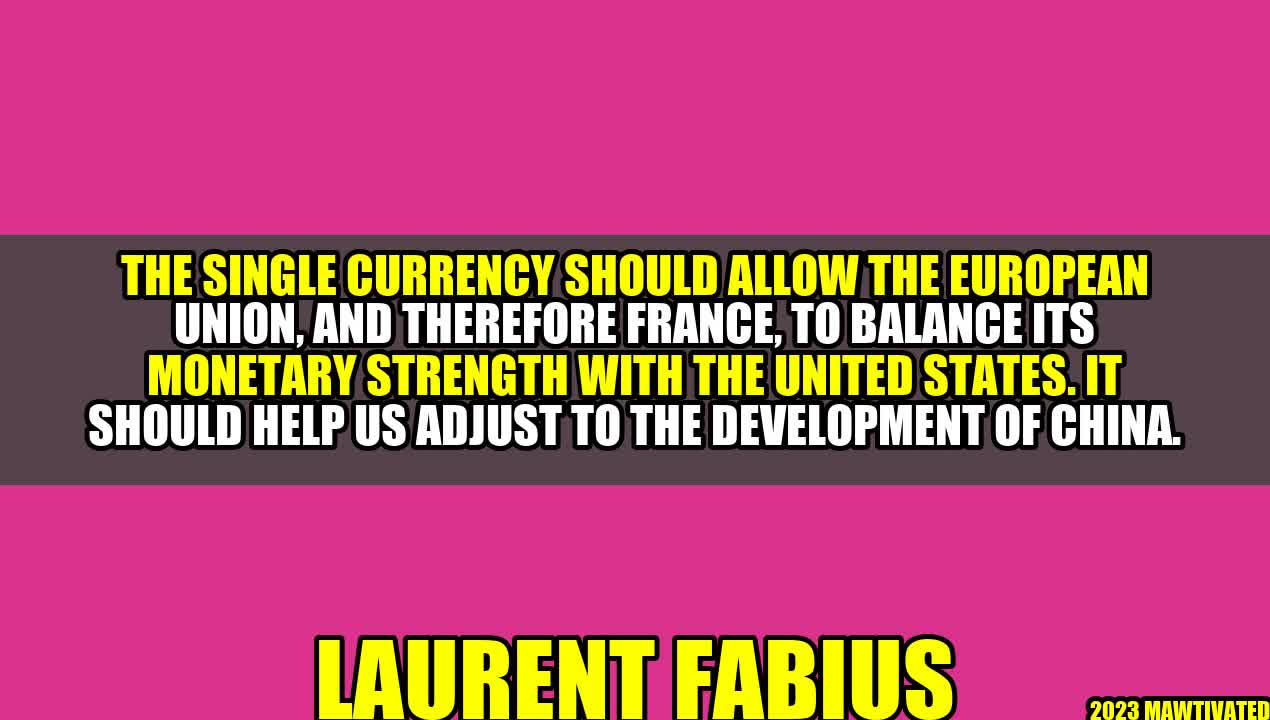 THE SINGLE CURRENCY SHOULD ALLOW THE EUROPEAN
UNION, AND THEREFORE FRANCE, TO BALANCE ITS
MONETARY STRENGTH WITH THE UNITED STATES. IT
SHOULD HELP US ADJUST TO THE DEVELOPMENT OF CHINA.
LAURENT FABIUS
2023 MAWTIVATED